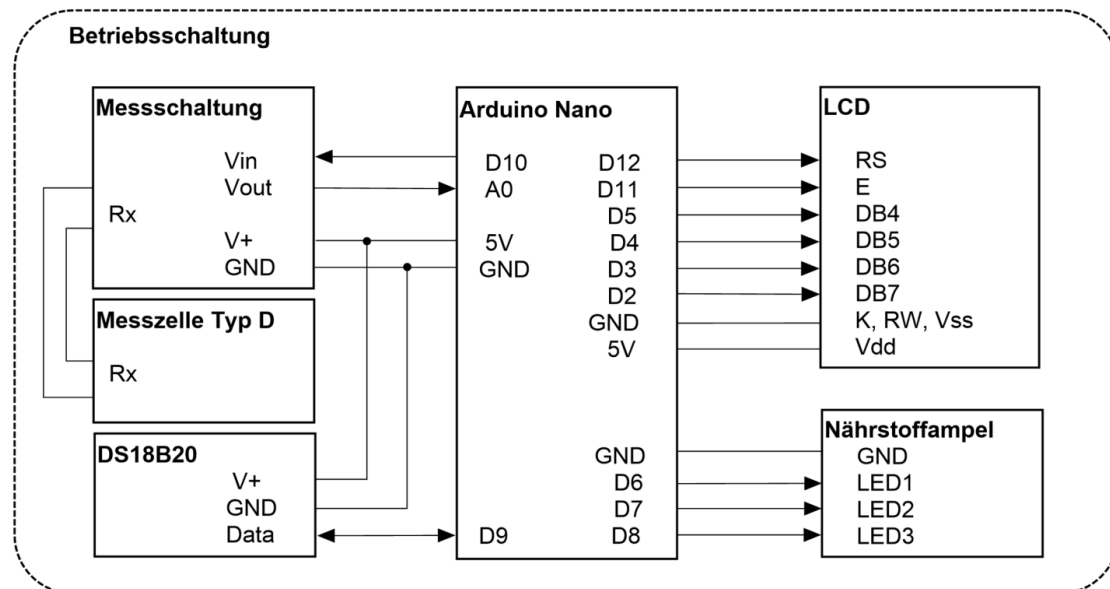 Betriebsschaltung
Messschaltung
Vin
Vout
Rx
V+
GND
Messzelle Typ D
Rx
DS18B20
V+
GND
Data
Arduino Nano
D10 D12
A0 D11
D5
5V D4
GND D3
D2
GND
5V
GND
D6
D7
D9 D8
LCD
RS
E
DB4
DB5
DB6
DB7
K, RW, Vss
Vdd
Nährstoffampel
GND
LED1
LED2
LED3